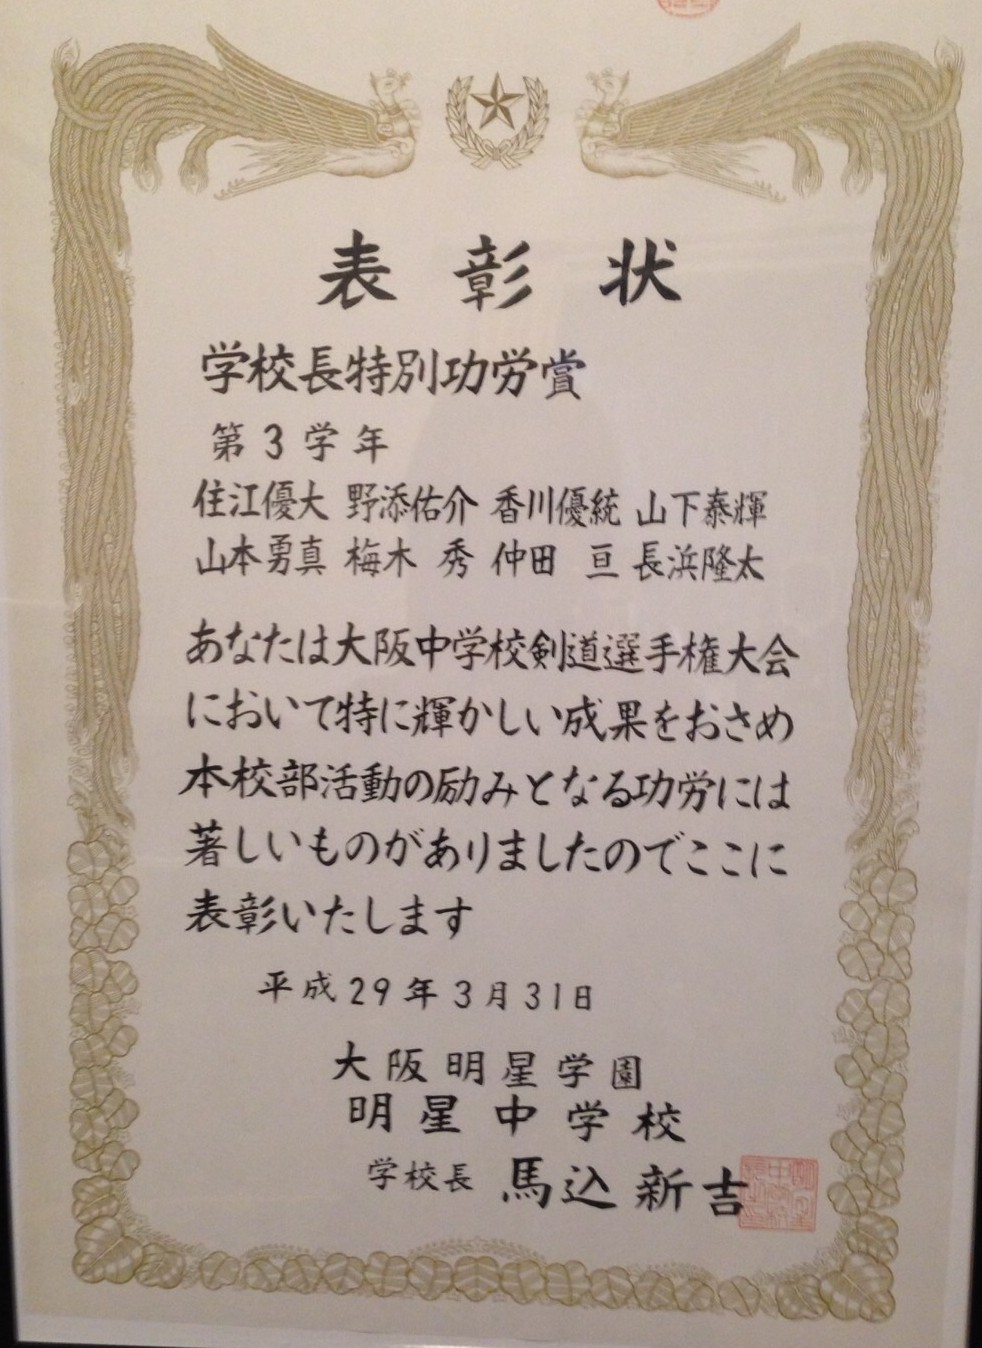 表彰状
学校長特別功労賞
第3学年
住江優大 野添佑介 香川優統 山下泰輝
山本勇真 梅木 秀 仲田 亘 長浜隆太
あなたは大阪中学校剣道選手権大会
において特に輝かしい成果をおさめ
本校部活動の励みとなる功労には
著しいものがありましたのでここに
表彰いたします
平成29年3月31日
大阪明星学園
明星中学校
学校長 馬込新吉